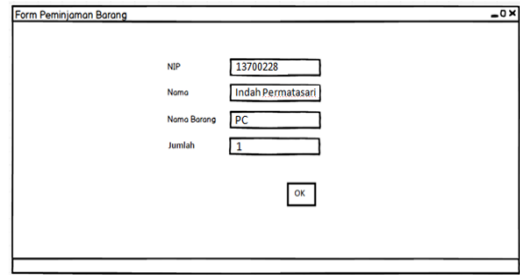 Form Peminjaman Barang
NIP 13700228
Nama Indah Permatasari
Nama Barang PC
Jumlah 1
OK